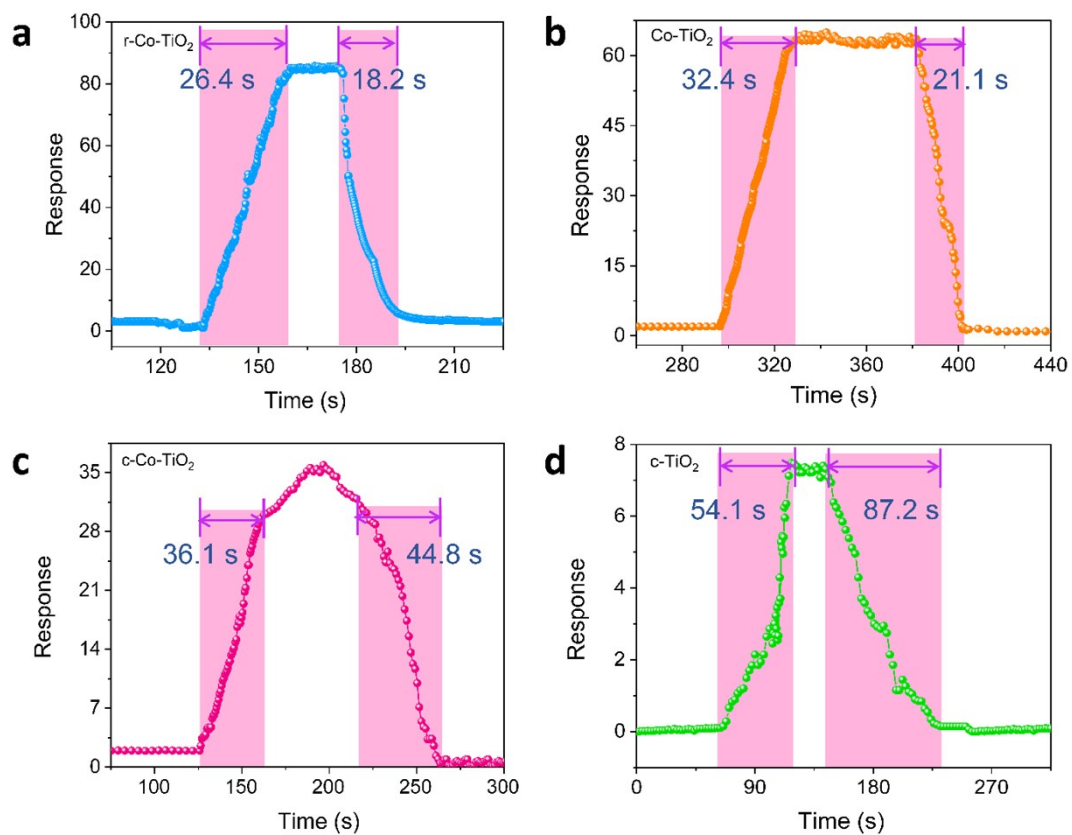 a
r-Co-TiO₂
26.4 s
18.2 s
100
80
60
40
20
0
Response
120
150
180
210
Time (s)
b
Co-TiO₂
32.4 s
21.1 s
60
45
30
15
0
Response
280
320
360
400
440
Time (s)
c
c-Co-TiO₂
36.1 s
44.8 s
35
28
21
14
7
0
Response
100
150
200
250
300
Time (s)
d
c-TiO₂
54.1 s
87.2 s
8
6
4
2
0
Response
0
90
180
270
Time (s)